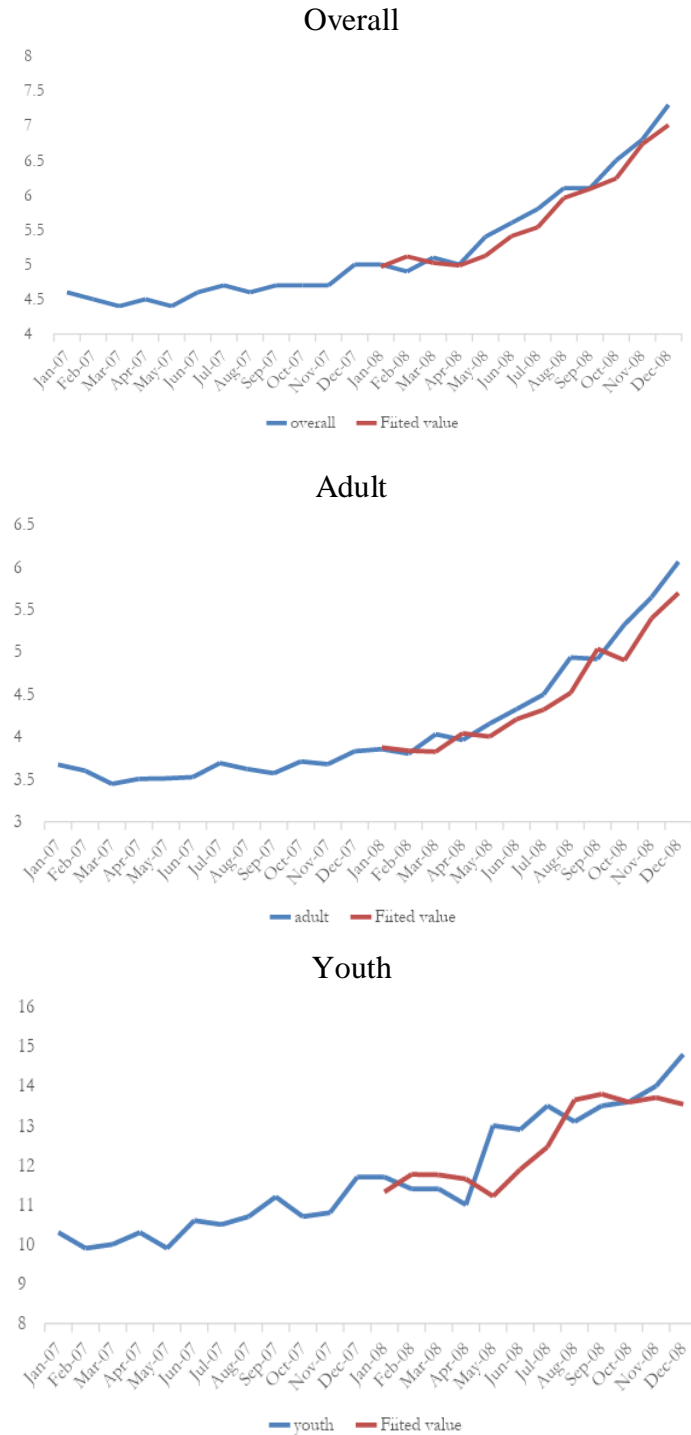 Overall
8
7.5
7
6.5
6
5.5
5
4.5
4
Jan-07 Feb-07 Mar-07 Apr-07 May-07 Jun-07 Jul-07 Aug-07 Sep-07 Oct-07 Nov-07 Dec-07 Jan-08 Feb-08 Mar-08 Apr-08 May-08 Jun-08 Jul-08 Aug-08 Sep-08 Oct-08 Nov-08 Dec-08
overall Fiited value
Adult
6.5
6
5.5
5
4.5
4
3.5
3
Jan-07 Feb-07 Mar-07 Apr-07 May-07 Jun-07 Jul-07 Aug-07 Sep-07 Oct-07 Nov-07 Dec-07 Jan-08 Feb-08 Mar-08 Apr-08 May-08 Jun-08 Jul-08 Aug-08 Sep-08 Oct-08 Nov-08 Dec-08
adult Fiited value
Youth
16
15
14
13
12
11
10
9
8
Jan-07 Feb-07 Mar-07 Apr-07 May-07 Jun-07 Jul-07 Aug-07 Sep-07 Oct-07 Nov-07 Dec-07 Jan-08 Feb-08 Mar-08 Apr-08 May-08 Jun-08 Jul-08 Aug-08 Sep-08 Oct-08 Nov-08 Dec-08
youth Fiited value